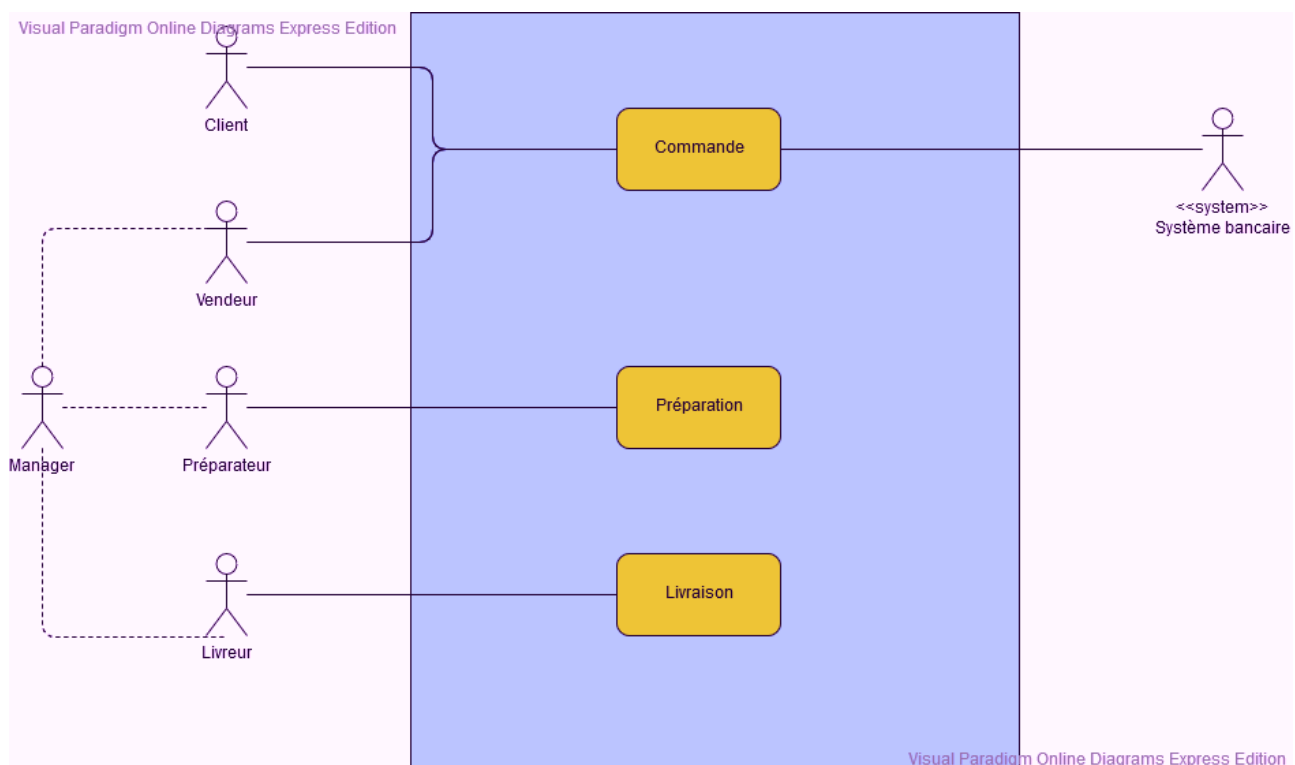 Visual Paradigm Online Diagrams Express Edition
Client
Commande
<<system>>
Système bancaire
Vendeur
Préparation
Manager
Préparateur
Livraison
Livreur
Visual Paradigm Online Diagrams Express Edition